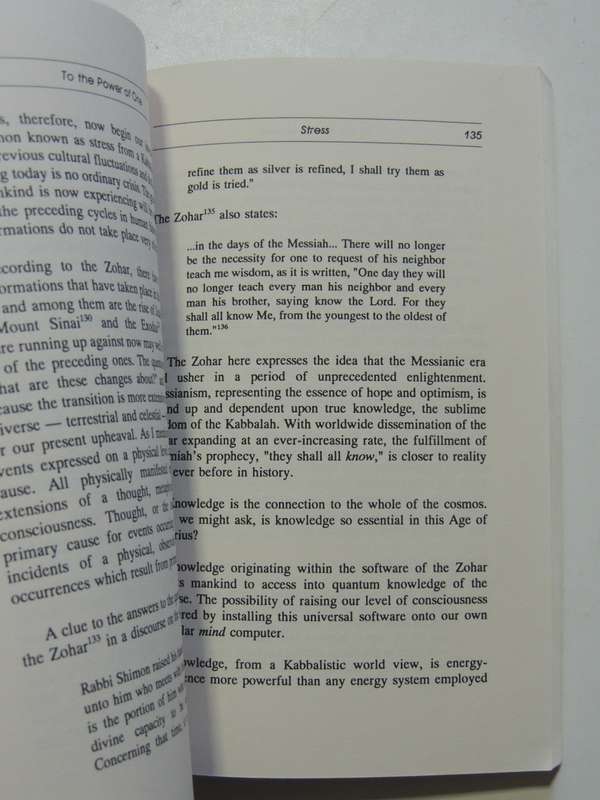 To the Power of One
s, therefore, now begin our
non known as stress from a
revious cultural fluctuations and
g today is no ordinary crisis.
nkind is now experiencing will
the preceding cycles in human
rmations do not take place very
ccording to the Zohar, there
formations that have taken place
and among them are the rise of
Mount Sinai130 and the
re running up against now may
of the preceding ones. The
hat are these changes about?
cause the transition is more
iverse — terrestrial and celestial –
r our present upheaval. As I
vents expressed on a physical
ause. All physically
extensions of a thought,
consciousness. Thought, or the
primary cause for events
incidents of a physical,
occurrences which result from
A clue to the answers to the
the Zohar133 in a discourse on
Rabbi Shimon raised his
unto him who meets with
is the portion of him
divine capacity to
Concerning that time,
Stress 135
refine them as silver is refined, I shall try them as
gold is tried."
The Zohar135 also states:
...in the days of the Messiah... There will no longer
be the necessity for one to request of his neighbor
teach me wisdom, as it is written, "One day they will
no longer teach every man his neighbor and every
man his brother, saying know the Lord. For they
shall all know Me, from the youngest to the oldest of
them."136
The Zohar here expresses the idea that the Messianic era
l usher in a period of unprecedented enlightenment.
ssianism, representing the essence of hope and optimism, is
nd up and dependent upon true knowledge, the sublime
dom of the Kabbalah. With worldwide dissemination of the
ar expanding at an ever-increasing rate, the fulfillment of
miah's prophecy, "they shall all know," is closer to reality
ever before in history.
Knowledge is the connection to the whole of the cosmos.
we might ask, is knowledge so essential in this Age of
rius?
nowledge originating within the software of the Zohar
s mankind to access into quantum knowledge of the
rse. The possibility of raising our level of consciousness
red by installing this universal software onto our own
lar mind computer.
wledge, from a Kabbalistic world view, is energy-
ence more powerful than any energy system employed